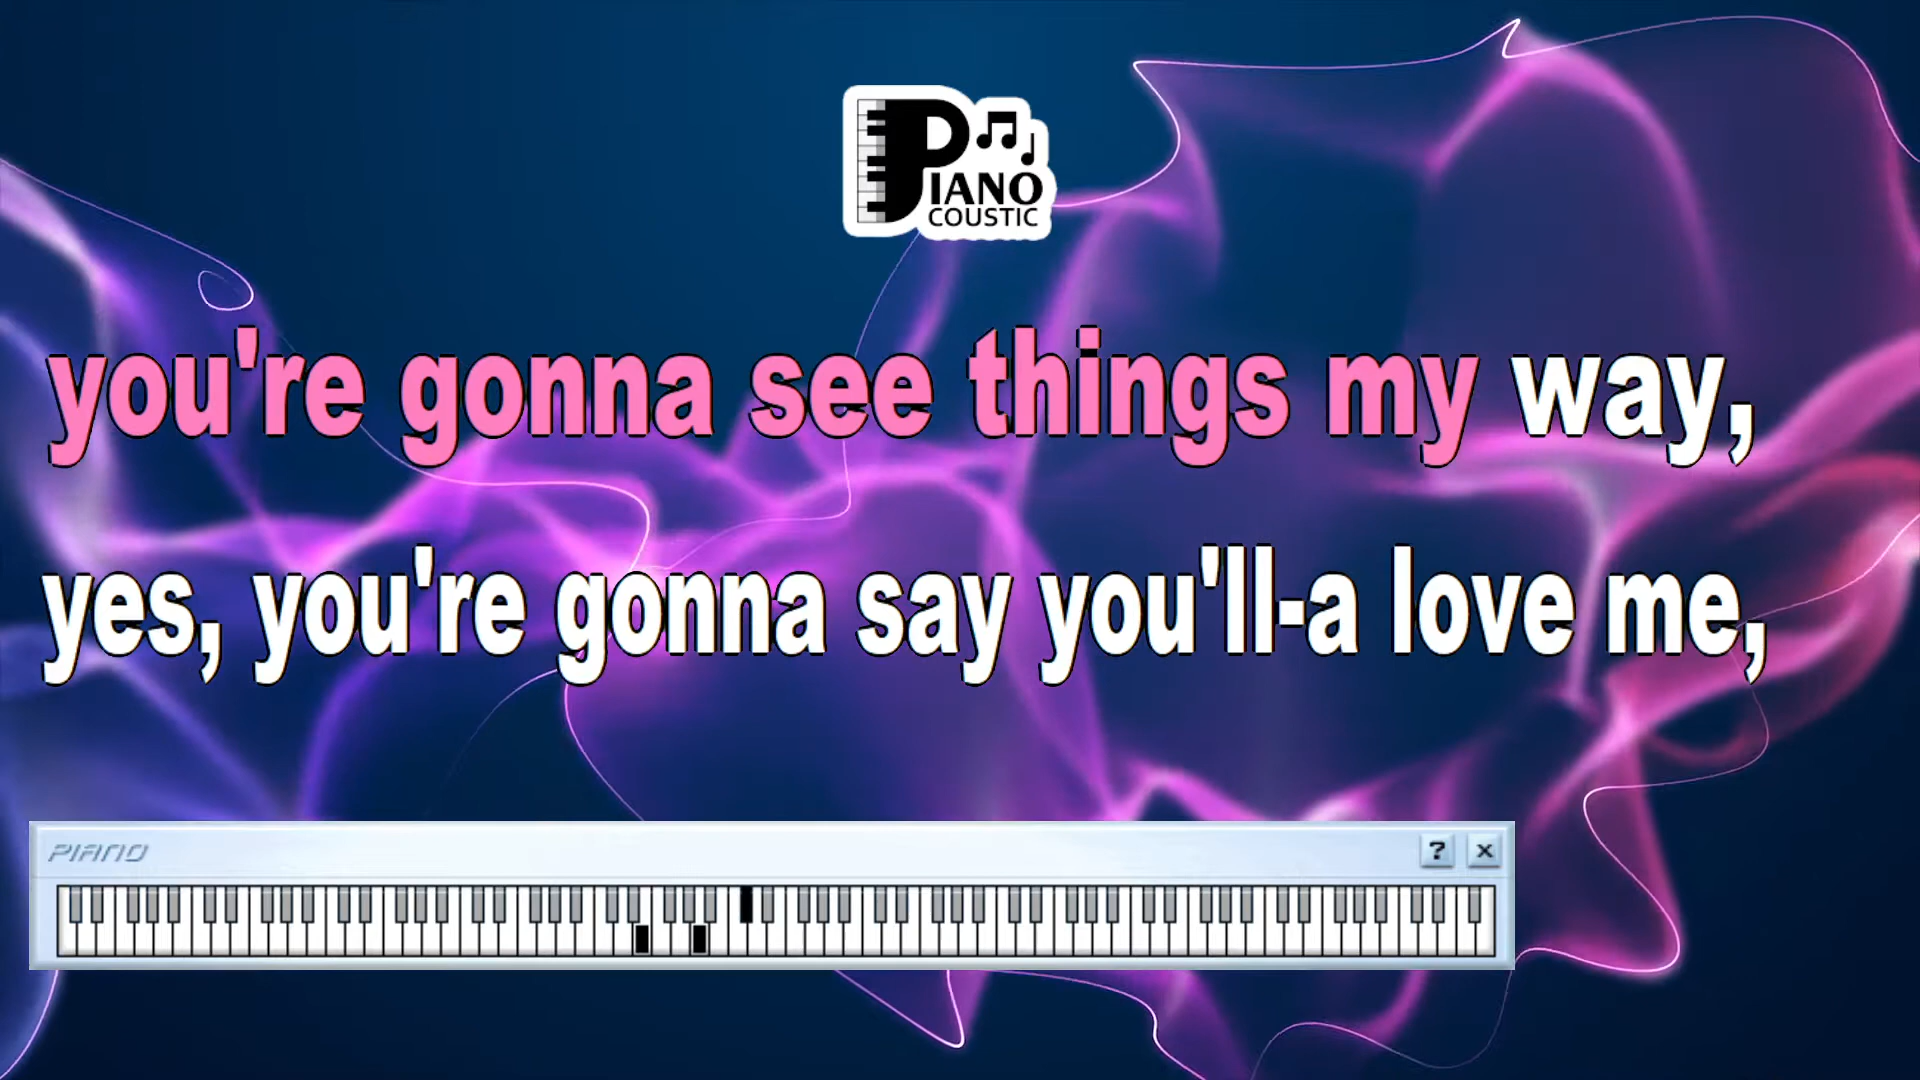 PIANO
COUSTIC
you're gonna see things my way,
yes, you're gonna say you'll-a love me,
PIANO ? x